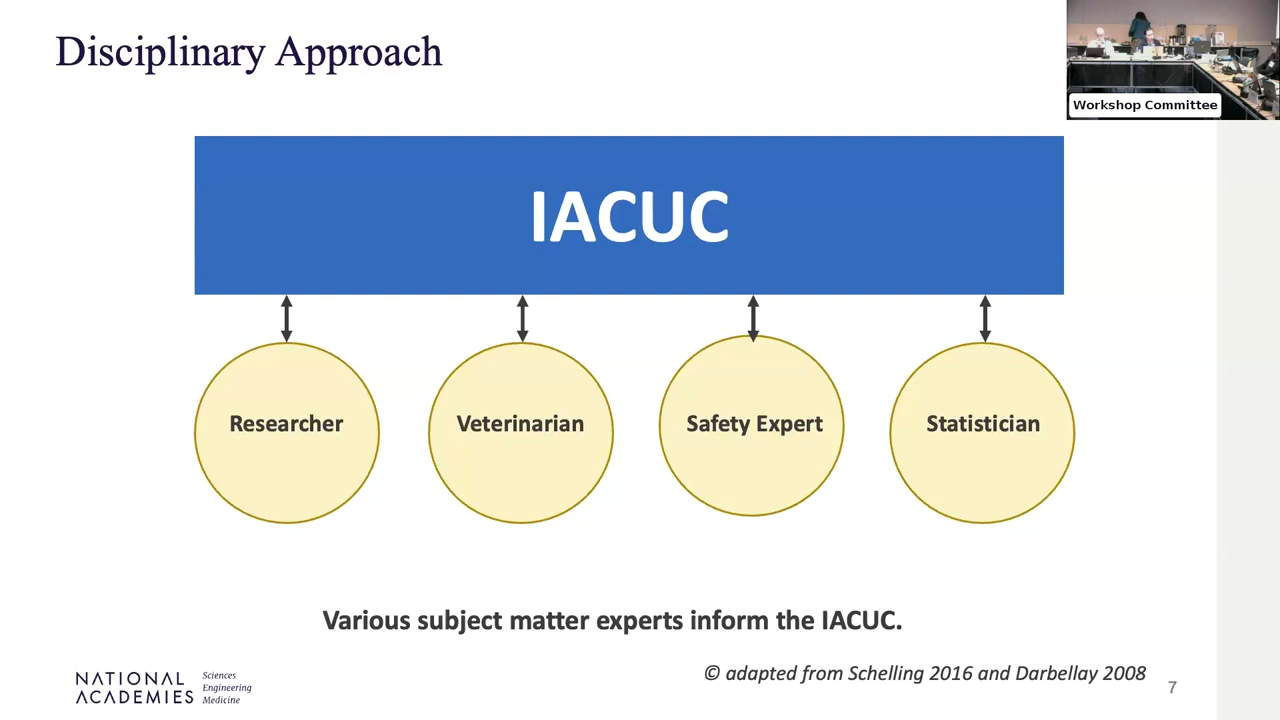 Disciplinary Approach
Workshop Committee
IACUC
Researcher
Veterinarian
Safety Expert
Statistician
Various subject matter experts inform the IACUC.
© adapted from Schelling 2016 and Darbellay 2008
7
NATIONAL
ACADEMIES
Sciences
Engineering
Medicine